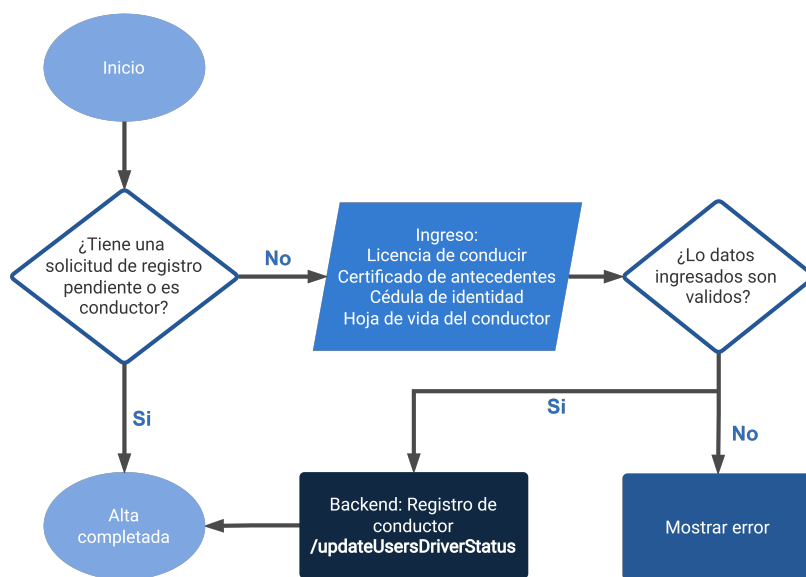 Inicio
¿Tiene una
solicitud de registro
pendiente o es
conductor?
No
Ingreso:
Licencia de conducir
Certificado de antecedentes
Cédula de identidad
Hoja de vida del conductor
¿Lo datos
ingresados son
validos?
Si
Si
No
Alta
completada
Backend: Registro de
conductor
/updateUsersDriverStatus
Mostrar error